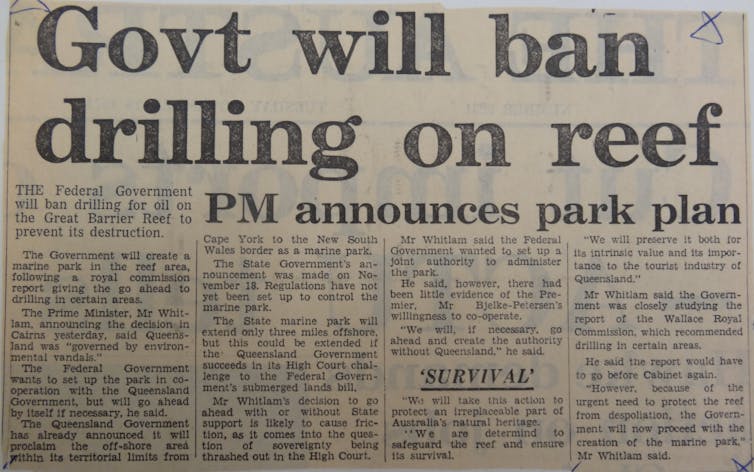 Govt will ban
drilling on reef
PM announces park plan
THE Federal Government
will ban drilling for oil on
the Great Barrier Reef to
prevent its destruction.
The Government will create a
marine park in the reef area,
following a royal commission
report giving the go ahead to
drilling in certain areas.
The Prime Minister, Mr Whit-
lam, announcing the decision in
Cairns yesterday, said Queens-
land was "governed by environ-
mental vandals."
The Federal Government
wants to set up the park in co-
operation with the Queensland
Government, but will go ahead
by itself if necessary, he said.
The Queensland Government
has already announced it will
proclaim the off-shore area
within its territorial limits from
Cape York to the New South
Wales border as a marine park.
The State Government's an-
nouncement was made on No-
vember 18. Regulations have not
yet been set up to control the
marine park.
The State marine park will
extend only three miles offshore,
but this could be extended if
the Queensland Government
succeeds in its High Court chal-
lenge to the Federal Govern-
ment's submerged lands bill.
Mr Whitlam's decision to go
ahead with or without State
support is likely to cause fric-
tion, as it comes into the ques-
tion of sovereignty being
thrashed out in the High Court.
Mr Whitlam said the Federal
Government wanted to set up a
joint authority to administer
the park.
He said, however, there had
been little evidence of the Pre-
mier, Mr Bjelke-Petersen's
willingness to co-operate.
"We will, if necessary, go
ahead and create the authority
without Queensland," he said.
'SURVIVAL'
"We will take this action to
protect an irreplaceable part of
Australia's natural heritage.
"We are determined to
safeguard the reef and ensure
its survival.
"We will preserve it both for
its intrinsic value and its impor-
tance to the tourist industry of
Queensland."
Mr Whitlam said the Govern-
ment was closely studying the
report of the Wallace Royal
Commission, which recommended
drilling in certain areas.
He said the report would have
to go before Cabinet again.
"However, because of the
urgent need to protect the reef
from despoliation, the Govern-
ment will now proceed with the
creation of the marine park,"
Mr Whitlam said.